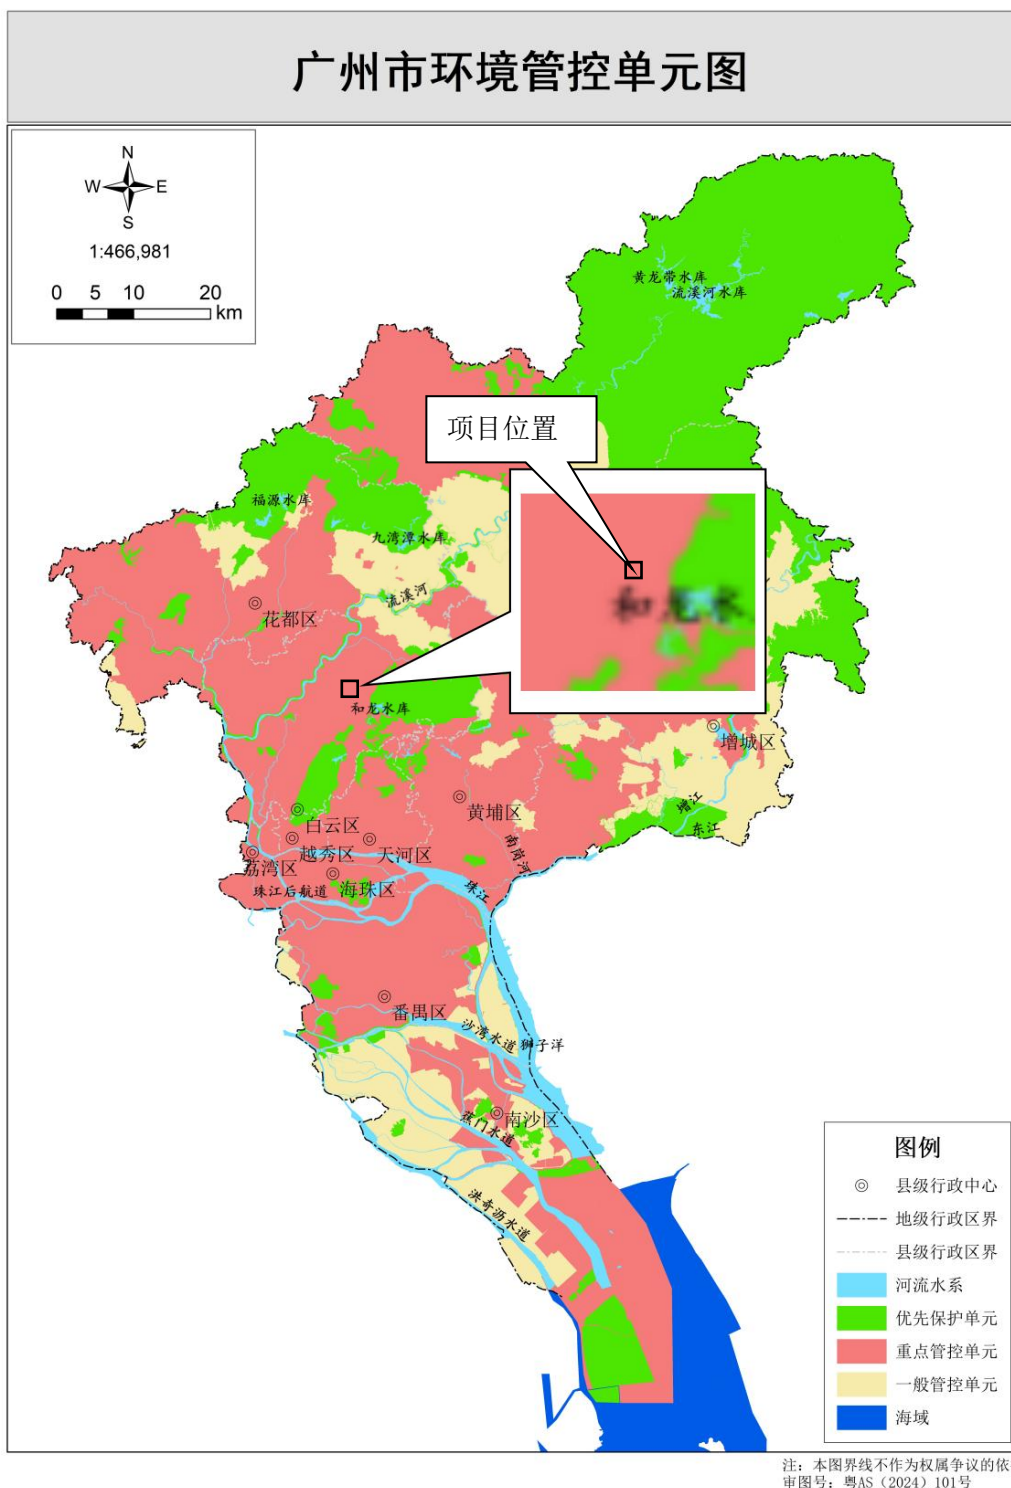 广州市环境管控单元图
N
W E
S
1:466,981
0 5 10 20
km
黄龙带水库
流溪河水库
项目位置
福源水库
九湾潭水库
流溪河
和龙水
花都区
和龙水库
增城区
增江
东江
黄埔区
南岗河
白云区
越秀区
天河区
荔湾区
海珠区
珠江后航道
珠江
番禺区
沙湾水道
狮子洋
南沙区
蕉门水道
洪奇沥水道
图例
县级行政中心
地级行政区界
县级行政区界
河流水系
优先保护单元
重点管控单元
一般管控单元
海域
注：本图界线不作为权属争议的依
审图号：粤AS（2024）101号